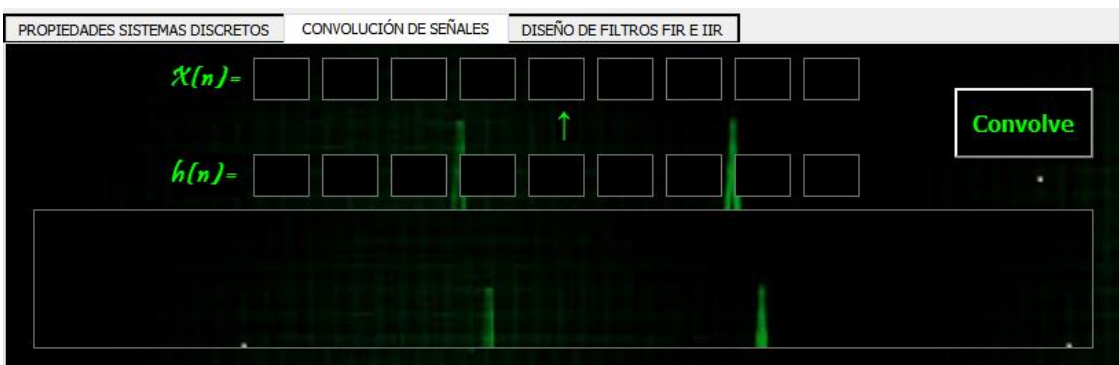 PROPIEDADES SISTEMAS DISCRETOS CONVOLUCIÓN DE SEÑALES DISEÑO DE FILTROS FIR E IIR
X(n)=
↑
Convolve
h(n)=